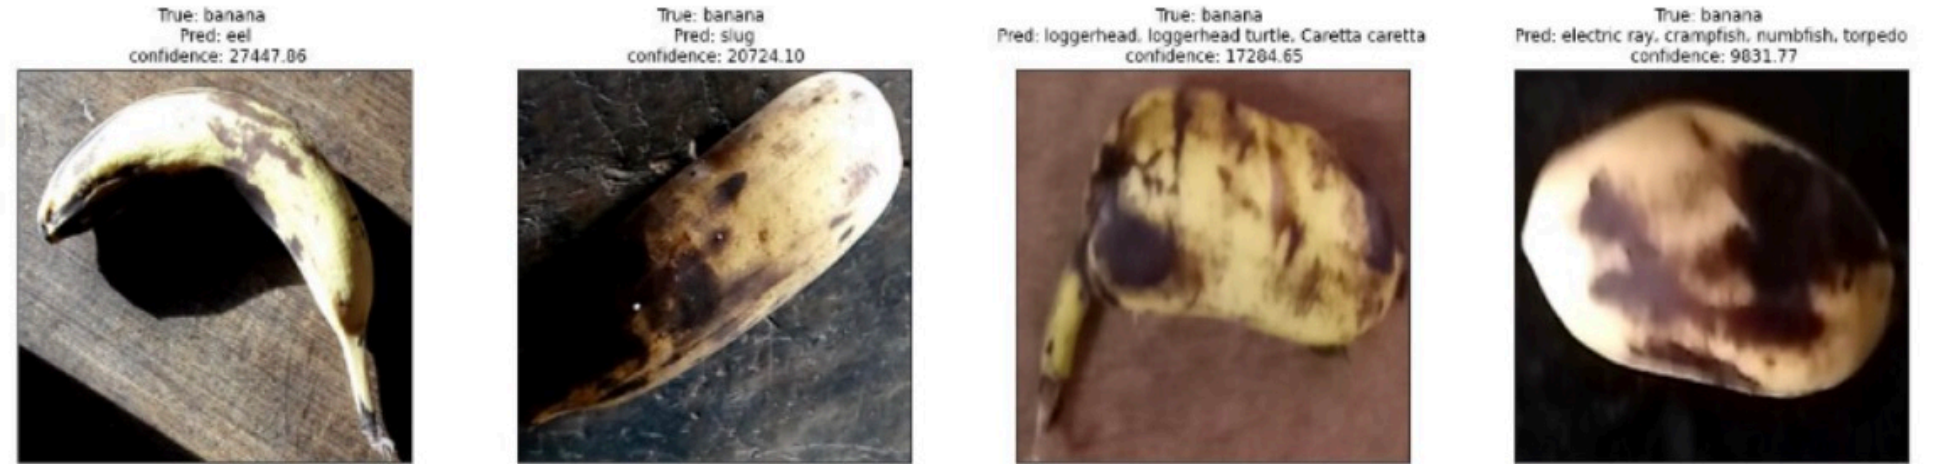 True: banana
Pred: eel
confidence: 27447.86
True: banana
Pred: slug
confidence: 20724.10
True: banana
Pred: loggerhead, loggerhead turtle, Caretta caretta
confidence: 17284.65
True: banana
Pred: electric ray, crampfish, numbfish, torpedo
confidence: 9831.77